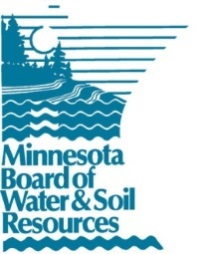 Minnesota
Board of
Water & Soil
Resources